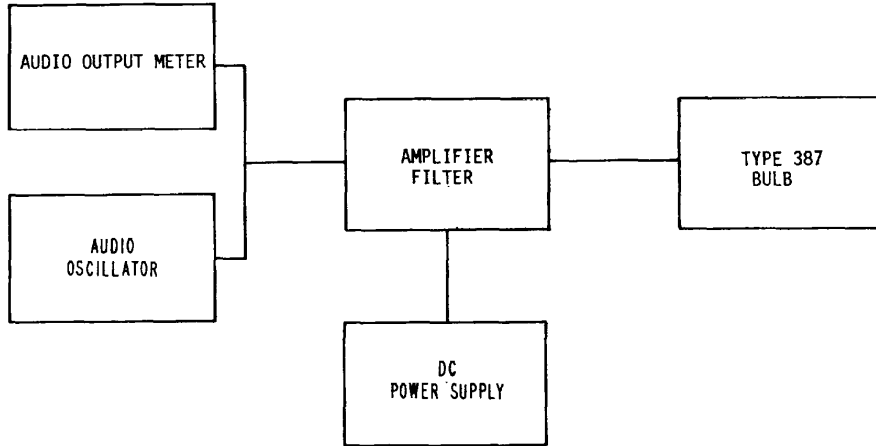 AUDIO OUTPUT METER
AMPLIFIER
FILTER
TYPE 387
BULB
AUDIO
OSCILLATOR
DC
POWER SUPPLY